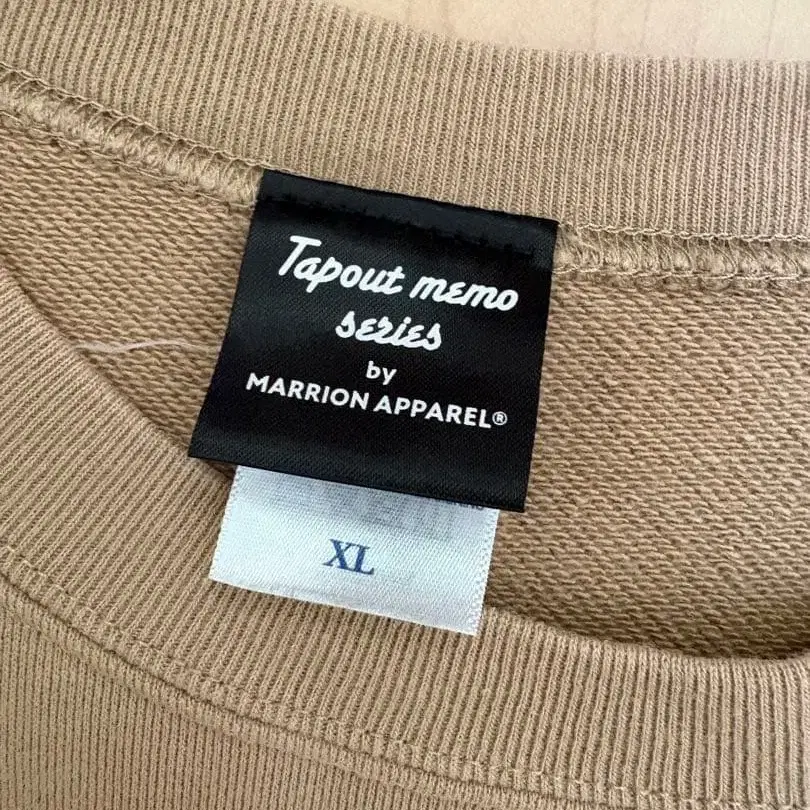 Tapout memo
series
by
MARRION APPAREL®
XL